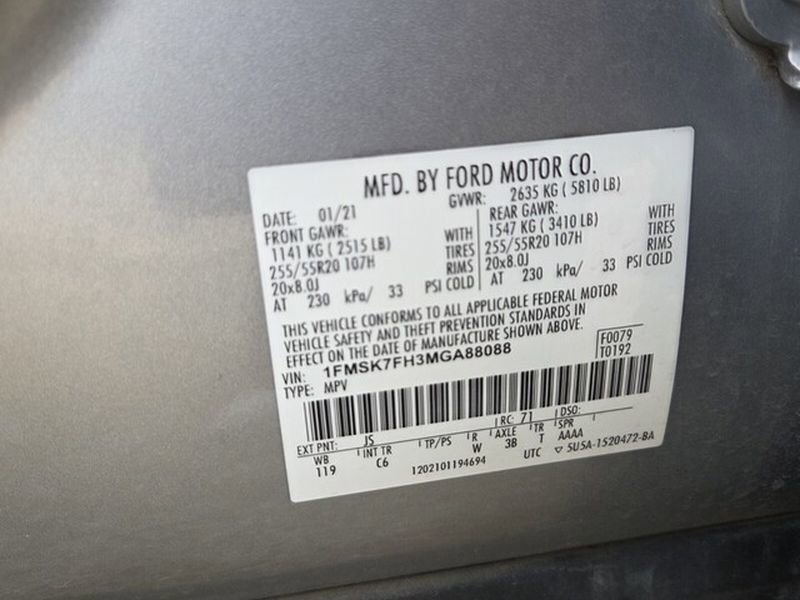 MFD. BY FORD MOTOR CO.
DATE: 01/21 GVWR: 2635 KG ( 5810 LB)
FRONT GAWR: REAR GAWR:
1141 KG ( 2515 LB) WITH 1547 KG ( 3410 LB) WITH
255/55R20 107H TIRES 255/55R20 107H TIRES
20x8.0J RIMS 20x8.0J RIMS
AT 230 kPa/ 33 PSI COLD AT 230 kPa/ 33 PSI COLD
THIS VEHICLE CONFORMS TO ALL APPLICABLE FEDERAL MOTOR
VEHICLE SAFETY AND THEFT PREVENTION STANDARDS IN
EFFECT ON THE DATE OF MANUFACTURE SHOWN ABOVE.
VIN: 1FMSK7FH3MGA88088 F0079
TYPE: MPV T0192
EXT PNT: JS RC: 71 DSO:
WB INT TR TP/PS R AXLE TR SPR
119 C6 W 3B T AAAA
1202101194694 UTC ▽ 5U5A-1520472-BA